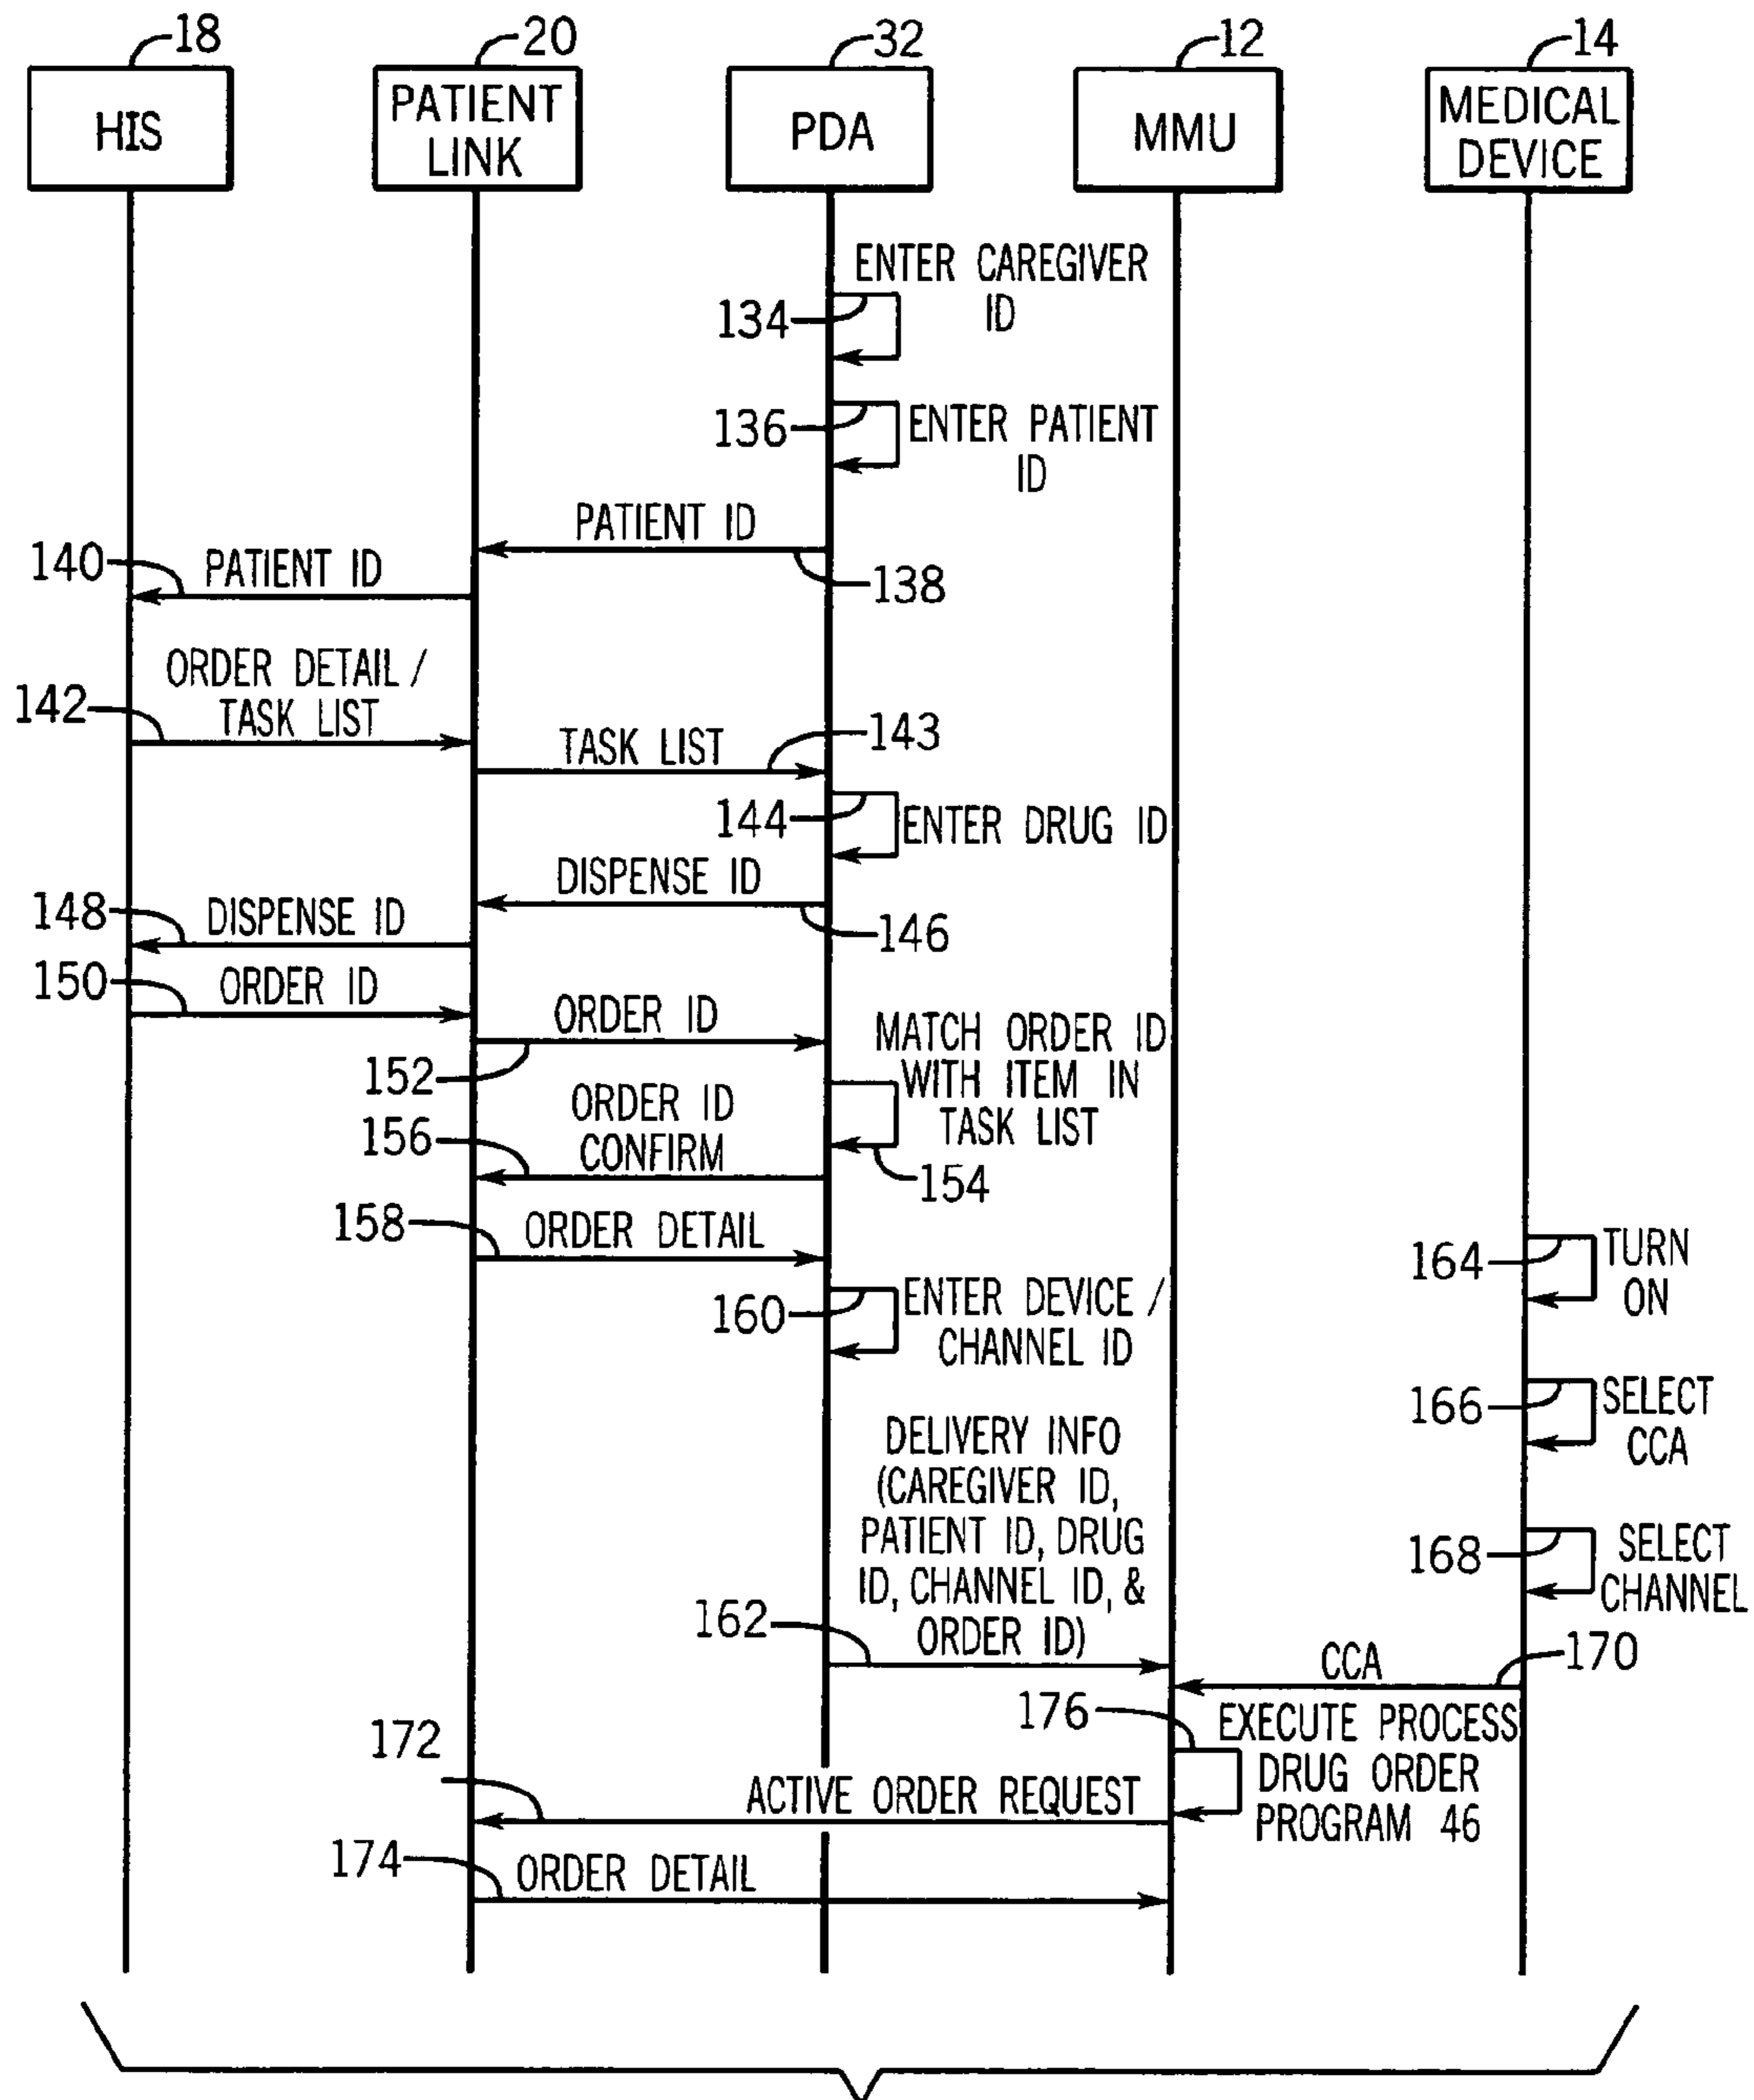 18
20
32
12
14
HIS
PATIENT
LINK
PDA
MMU
MEDICAL
DEVICE
ENTER CAREGIVER
ID
134
136
ENTER PATIENT
ID
PATIENT ID
138
140
PATIENT ID
ORDER DETAIL /
TASK LIST
142
TASK LIST
143
144
ENTER DRUG ID
DISPENSE ID
146
148
DISPENSE ID
150
ORDER ID
ORDER ID
152
MATCH ORDER ID
WITH ITEM IN
TASK LIST
154
ORDER ID
CONFIRM
156
158
ORDER DETAIL
160
ENTER DEVICE /
CHANNEL ID
164
TURN
ON
166
SELECT
CCA
168
SELECT
CHANNEL
DELIVERY INFO
(CAREGIVER ID,
PATIENT ID, DRUG
ID, CHANNEL ID, &
ORDER ID)
162
CCA
170
176
EXECUTE PROCESS
DRUG ORDER
PROGRAM 46
172
ACTIVE ORDER REQUEST
174
ORDER DETAIL